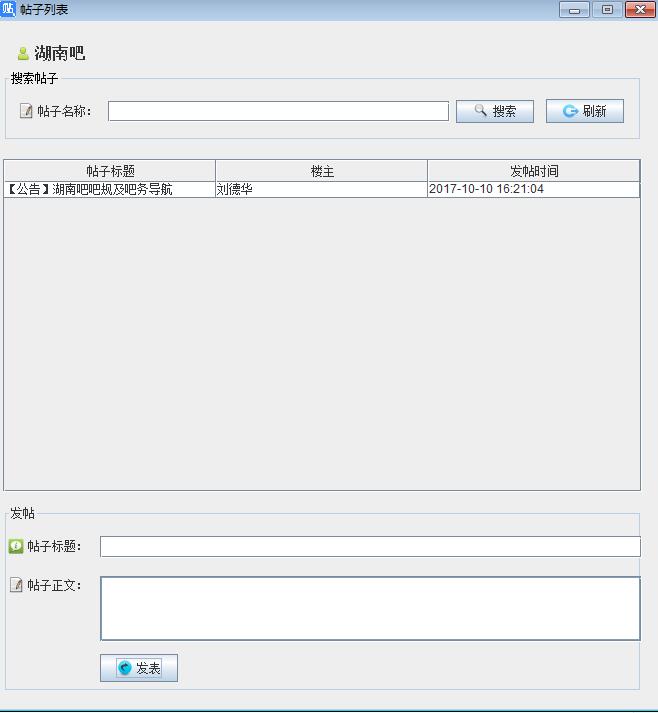 贴 帖子列表
湖南吧
搜索帖子
帖子名称： 搜索 刷新
帖子标题 楼主 发帖时间
【公告】湖南吧吧规及吧务导航 刘德华 2017-10-10 16:21:04
发帖
帖子标题：
帖子正文：
发表